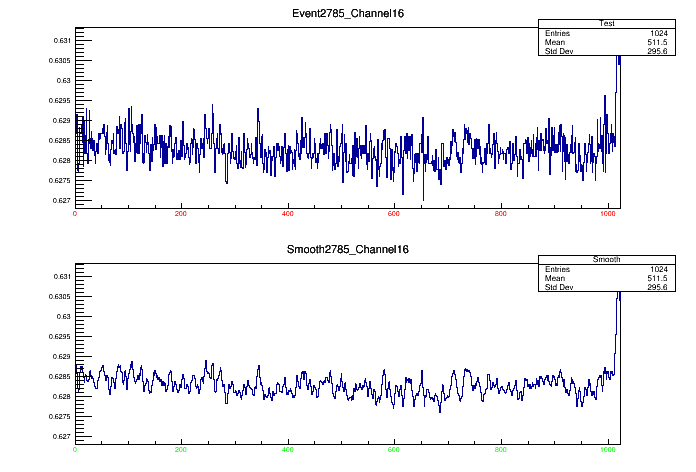 Event2785_Channel16
Test
Entries 1024
Mean 511.5
Std Dev 295.6
0.631
0.6305
0.63
0.6295
0.629
0.6285
0.628
0.6275
0.627
0 200 400 600 800 1000
Smooth2785_Channel16
Smooth
Entries 1024
Mean 511.5
Std Dev 295.6
0.631
0.6305
0.63
0.6295
0.629
0.6285
0.628
0.6275
0.627
0 200 400 600 800 1000